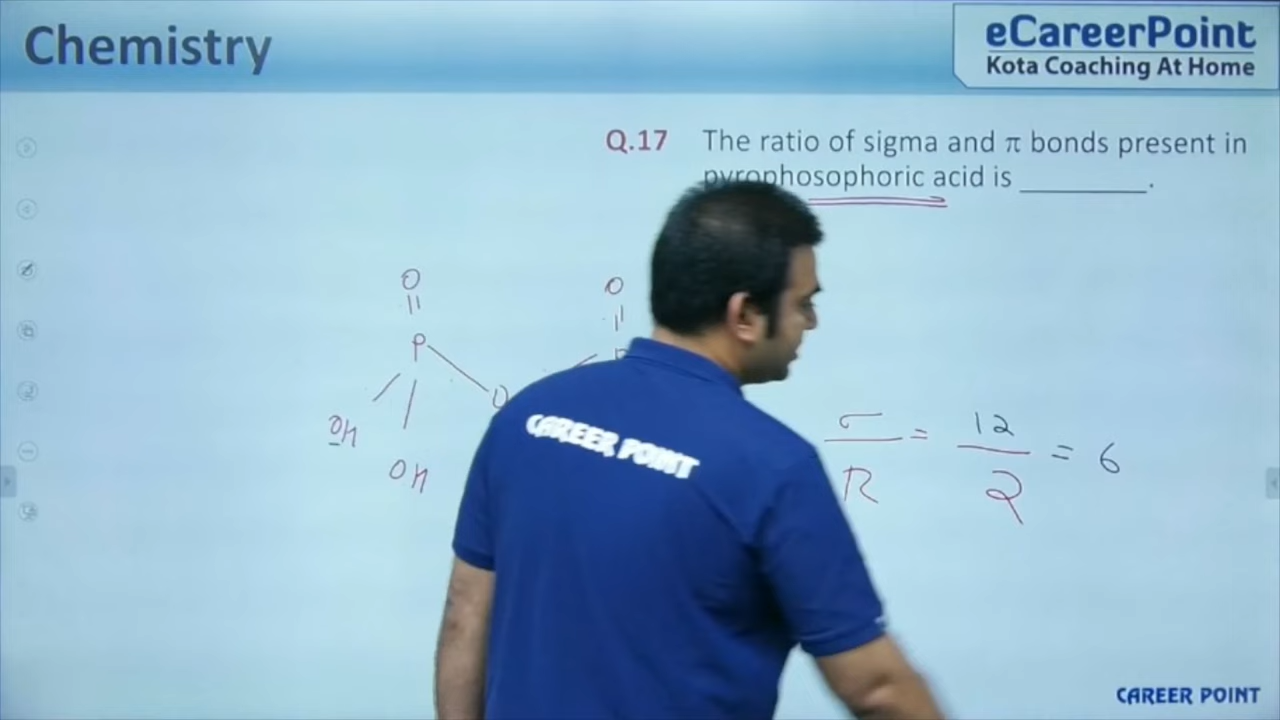 Chemistry
eCareerPoint
Kota Coaching At Home
Q.17 The ratio of sigma and π bonds present in
pyrophosophoric acid is _________.
O
O
P
O
OH
OH
σ = 12 = 6
π 2
CAREER POINT
CAREER POINT